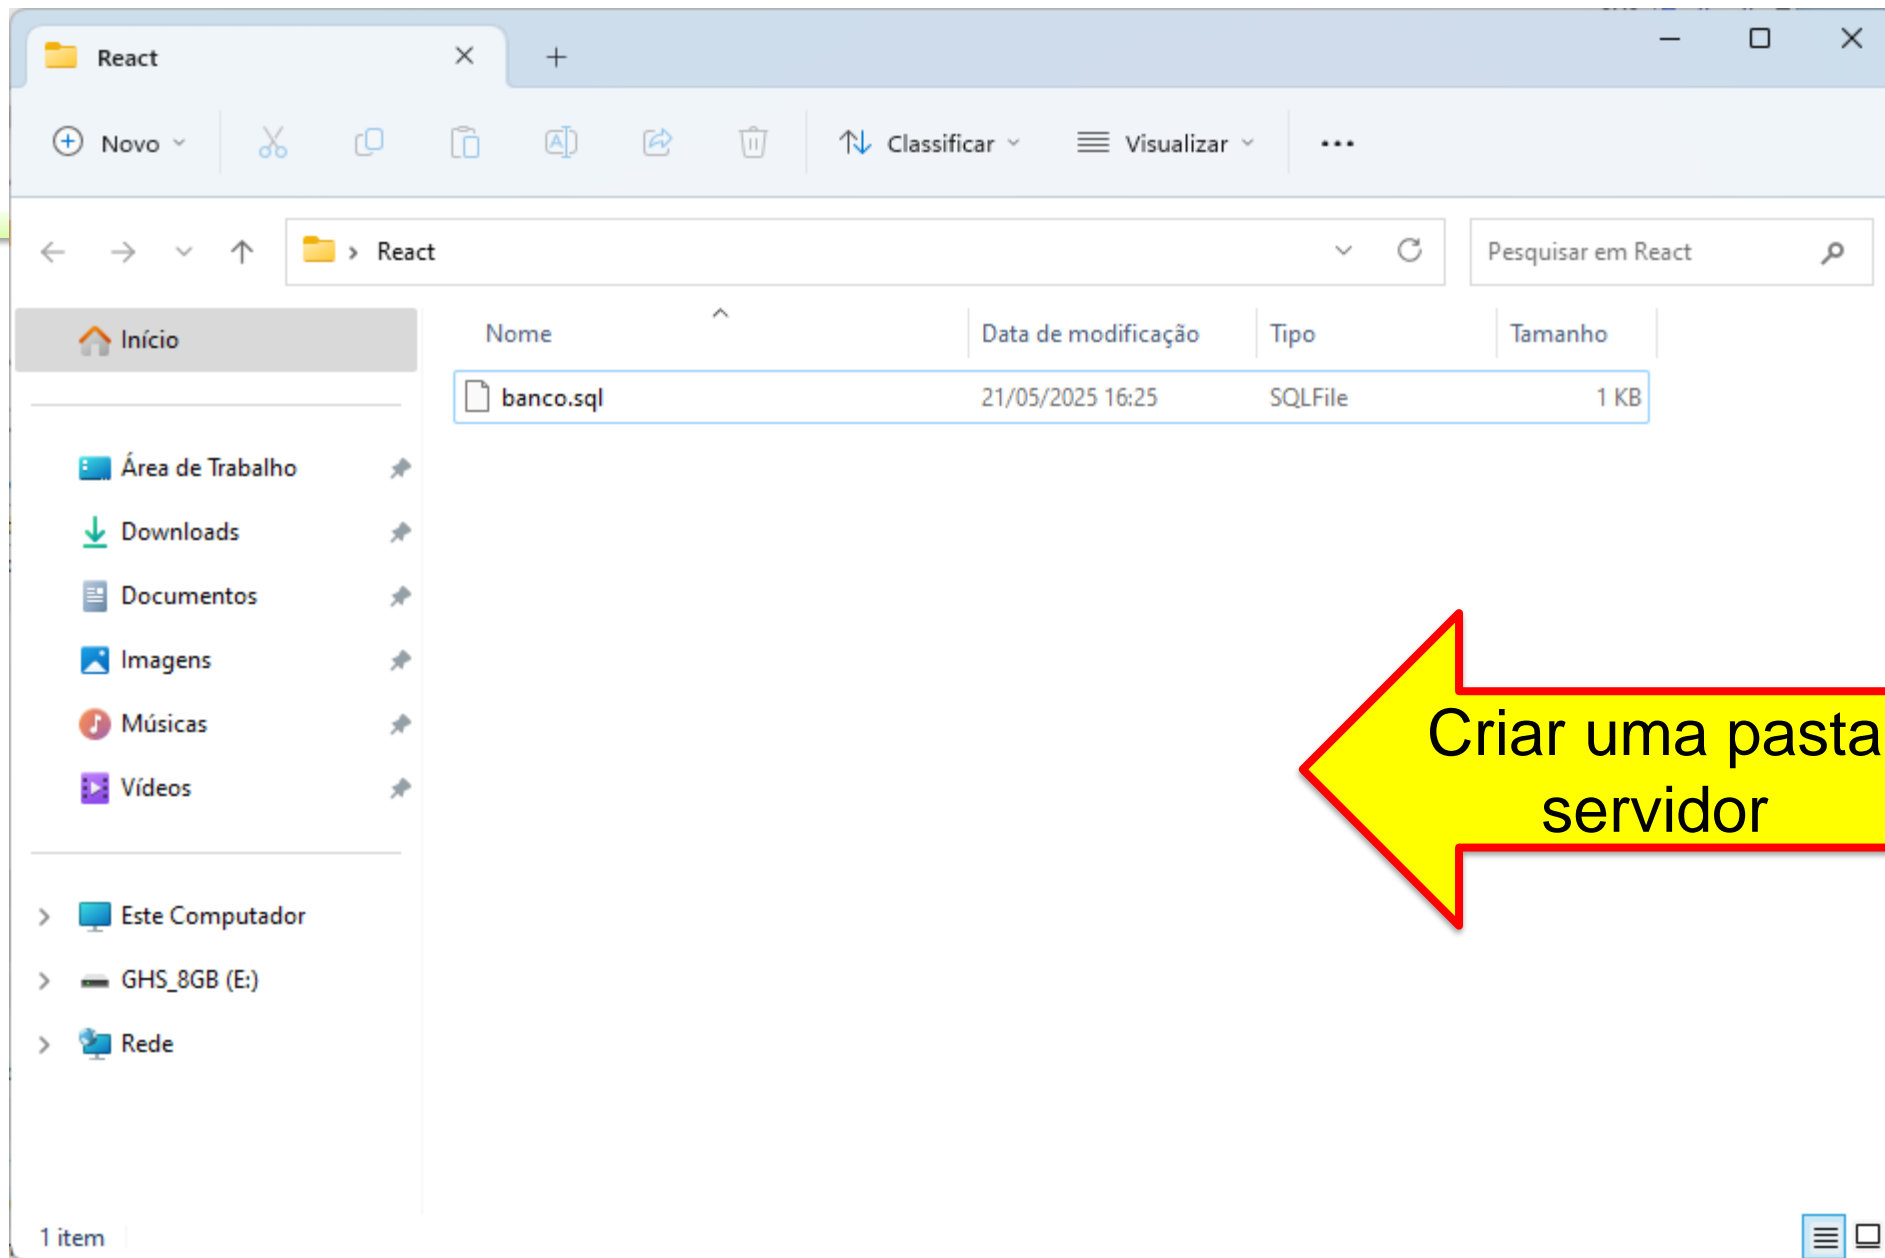 React
Novo
Classificar
Visualizar
React
Pesquisar em React
Início
Nome
Data de modificação
Tipo
Tamanho
banco.sql
21/05/2025 16:25
SQLFile
1 KB
Área de Trabalho
Downloads
Documentos
Imagens
Músicas
Vídeos
Criar uma pasta
servidor
Este Computador
GHS_8GB (E:)
Rede
1 item